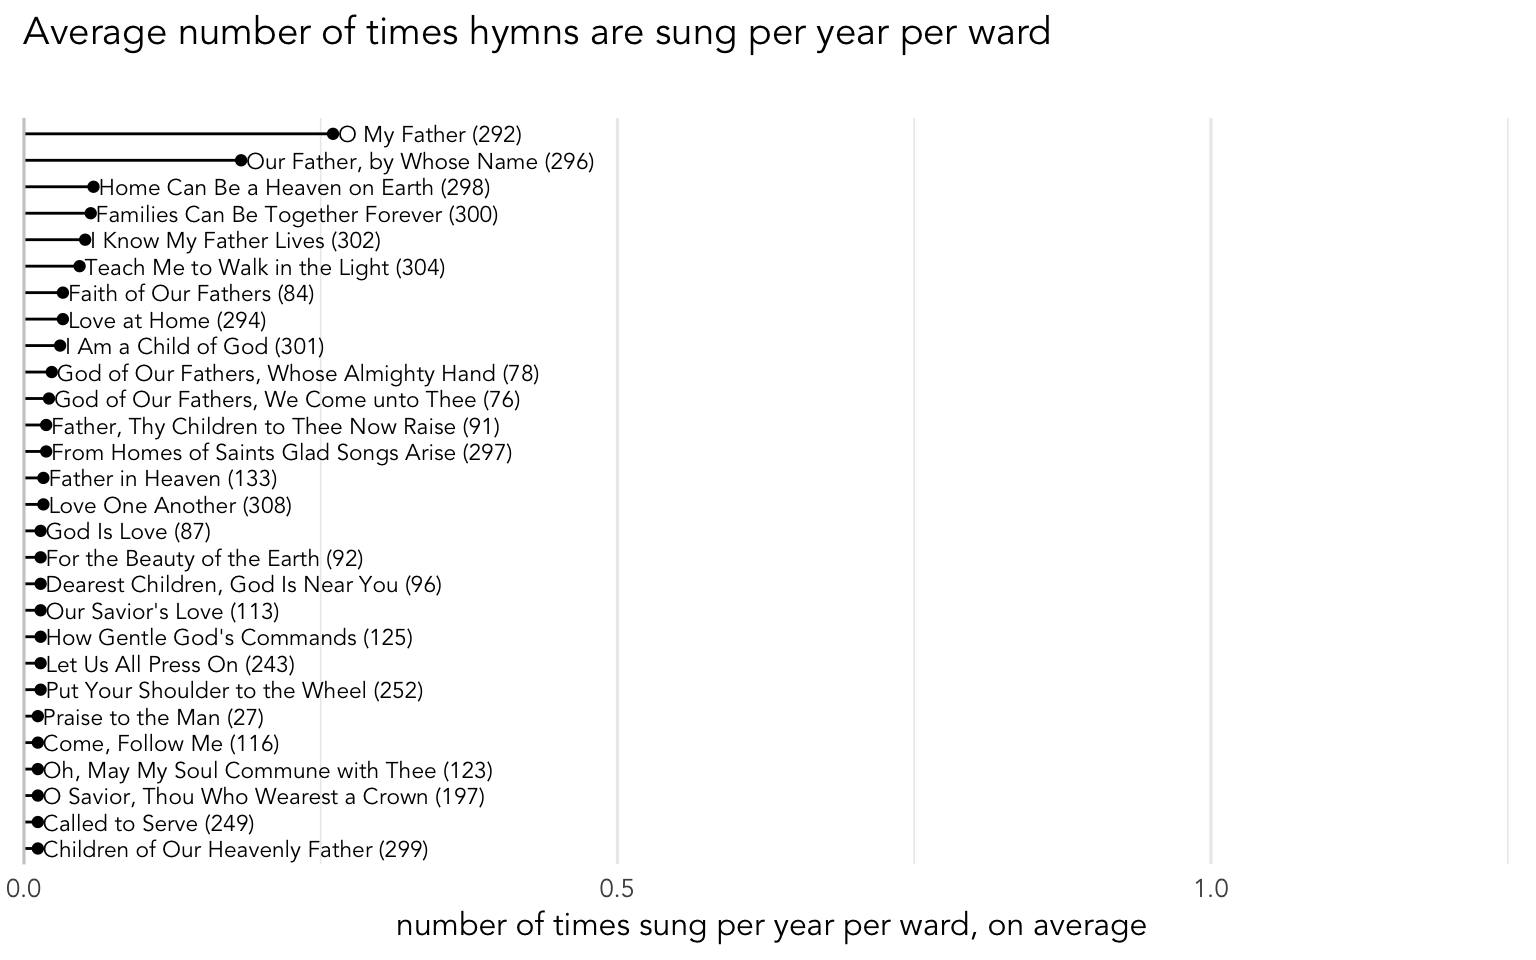 Average number of times hymns are sung per year per ward
O My Father (292)
Our Father, by Whose Name (296)
Home Can Be a Heaven on Earth (298)
Families Can Be Together Forever (300)
I Know My Father Lives (302)
Teach Me to Walk in the Light (304)
Faith of Our Fathers (84)
Love at Home (294)
I Am a Child of God (301)
God of Our Fathers, Whose Almighty Hand (78)
God of Our Fathers, We Come unto Thee (76)
Father, Thy Children to Thee Now Raise (91)
From Homes of Saints Glad Songs Arise (297)
Father in Heaven (133)
Love One Another (308)
God Is Love (87)
For the Beauty of the Earth (92)
Dearest Children, God Is Near You (96)
Our Savior's Love (113)
How Gentle God's Commands (125)
Let Us All Press On (243)
Put Your Shoulder to the Wheel (252)
Praise to the Man (27)
Come, Follow Me (116)
Oh, May My Soul Commune with Thee (123)
O Savior, Thou Who Wearest a Crown (197)
Called to Serve (249)
Children of Our Heavenly Father (299)
0.0 0.5 1.0
number of times sung per year per ward, on average